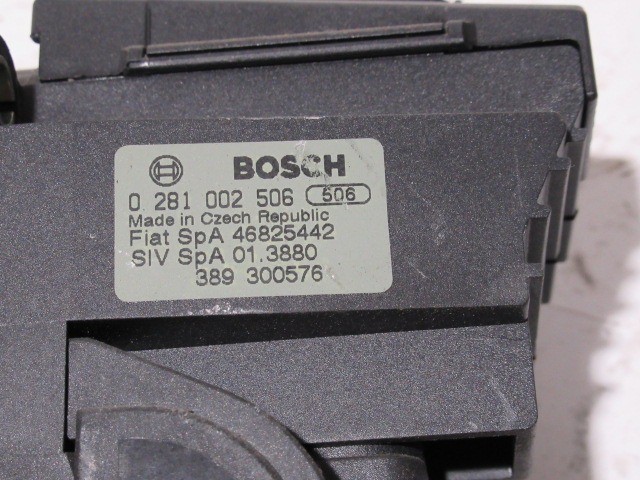 BOSCH
0 281 002 506 506
Made in Czech Republic
Fiat SpA 46825442
SIV SpA 01.3880
389 300576